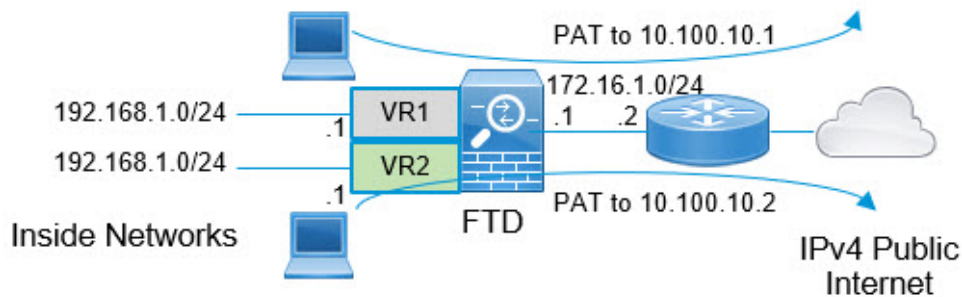 PAT to 10.100.10.1
172.16.1.0/24
192.168.1.0/24
.1
VR1
.1
.2
192.168.1.0/24
.1
VR2
PAT to 10.100.10.2
FTD
Inside Networks
IPv4 Public
Internet